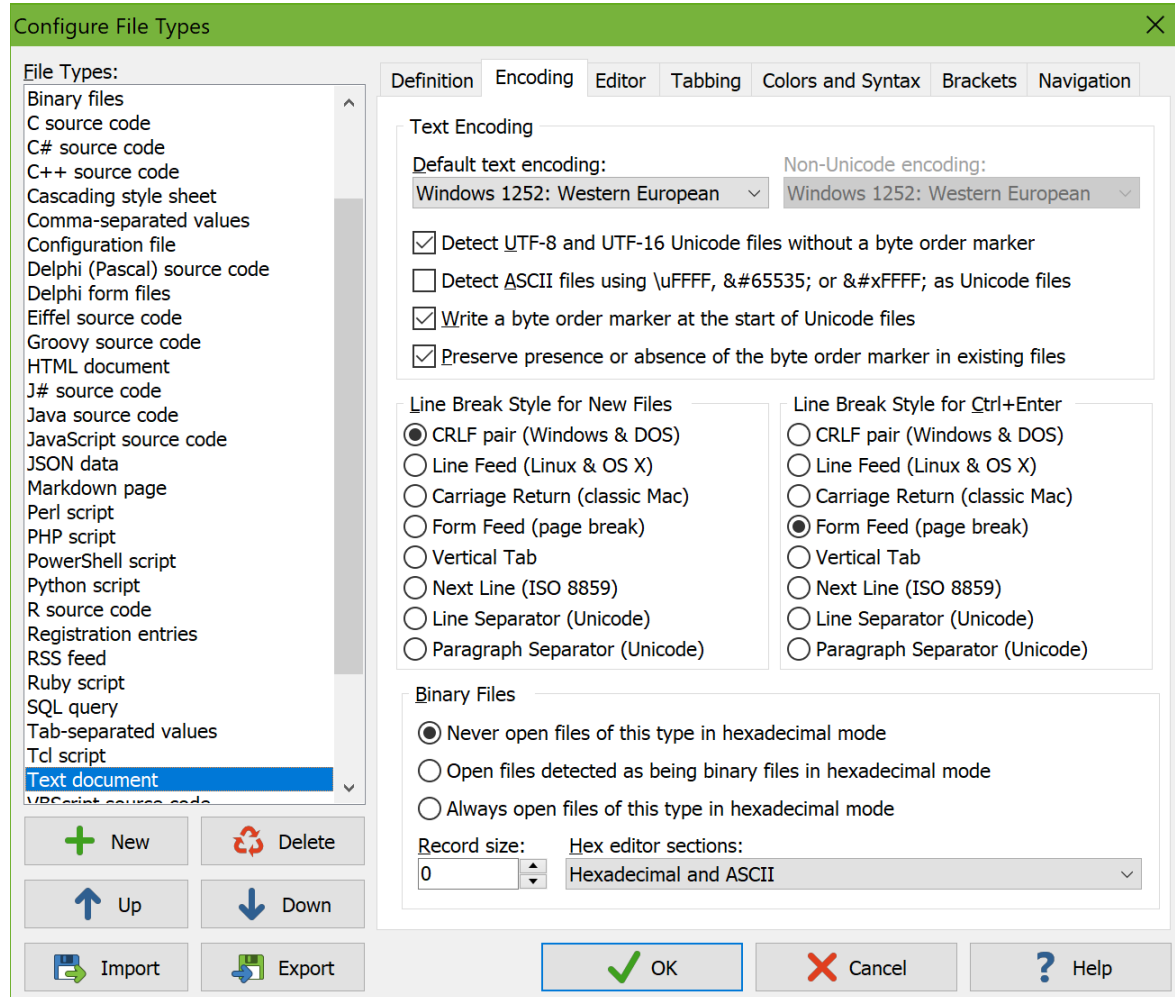 Configure File Types
File Types:
Binary files
C source code
C# source code
C++ source code
Cascading style sheet
Comma-separated values
Configuration file
Delphi (Pascal) source code
Delphi form files
Eiffel source code
Groovy source code
HTML document
J# source code
Java source code
JavaScript source code
JSON data
Markdown page
Perl script
PHP script
PowerShell script
Python script
R source code
Registration entries
RSS feed
Ruby script
SQL query
Tab-separated values
Tcl script
Text document
VBScript source code
New
Delete
Up
Down
Import
Export
Definition
Encoding
Editor
Tabbing
Colors and Syntax
Brackets
Navigation
Text Encoding
Default text encoding:
Windows 1252: Western European
Non-Unicode encoding:
Windows 1252: Western European
Detect UTF-8 and UTF-16 Unicode files without a byte order marker
Detect ASCII files using \uFFFF, &#65535; or &#xFFFF; as Unicode files
Write a byte order marker at the start of Unicode files
Preserve presence or absence of the byte order marker in existing files
Line Break Style for New Files
CRLF pair (Windows & DOS)
Line Feed (Linux & OS X)
Carriage Return (classic Mac)
Form Feed (page break)
Vertical Tab
Next Line (ISO 8859)
Line Separator (Unicode)
Paragraph Separator (Unicode)
Line Break Style for Ctrl+Enter
CRLF pair (Windows & DOS)
Line Feed (Linux & OS X)
Carriage Return (classic Mac)
Form Feed (page break)
Vertical Tab
Next Line (ISO 8859)
Line Separator (Unicode)
Paragraph Separator (Unicode)
Binary Files
Never open files of this type in hexadecimal mode
Open files detected as being binary files in hexadecimal mode
Always open files of this type in hexadecimal mode
Record size:
0
Hex editor sections:
Hexadecimal and ASCII
OK
Cancel
? Help